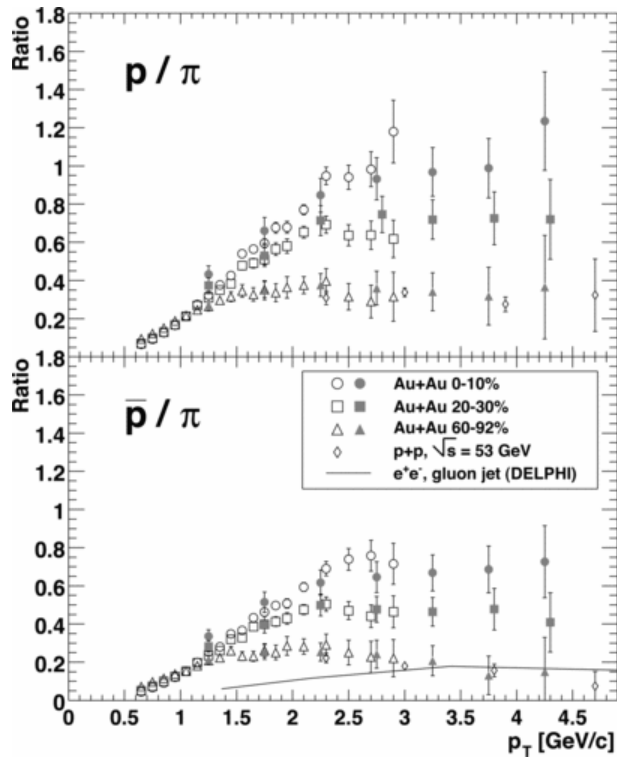 Ratio
1.8
1.6
1.4
1.2
1
0.8
0.6
0.4
0.2
p / π
Ratio
1.8
1.6
1.4
1.2
1
0.8
0.6
0.4
0.2
0
p̅ / π
Au+Au 0-10%
Au+Au 20-30%
Au+Au 60-92%
p+p, √s = 53 GeV
e⁺e⁻, gluon jet (DELPHI)
0 0.5 1 1.5 2 2.5 3 3.5 4 4.5
p_T [GeV/c]